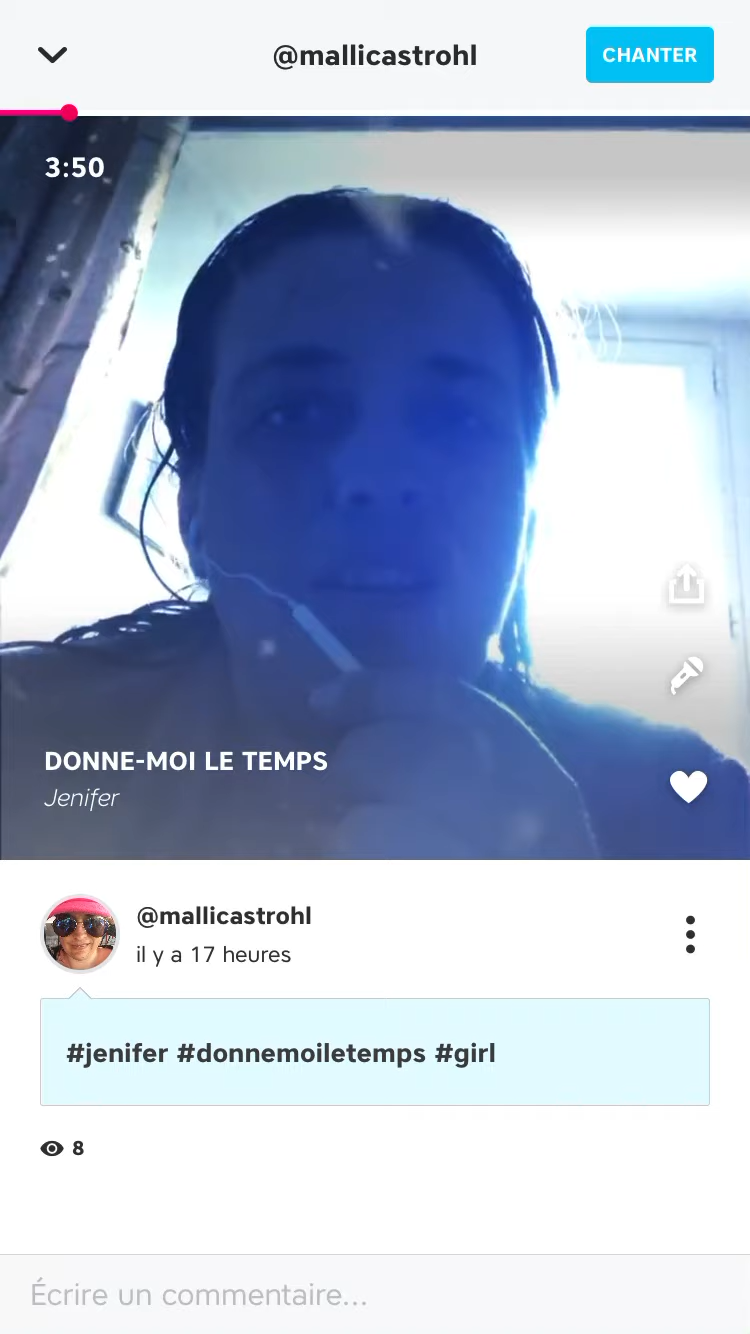 @mallicastrohl
CHANTER
3:50
DONNE-MOI LE TEMPS
Jenifer
@mallicastrohl
il y a 17 heures
#jenifer #donnemoiletemps #girl
8
Écrire un commentaire...